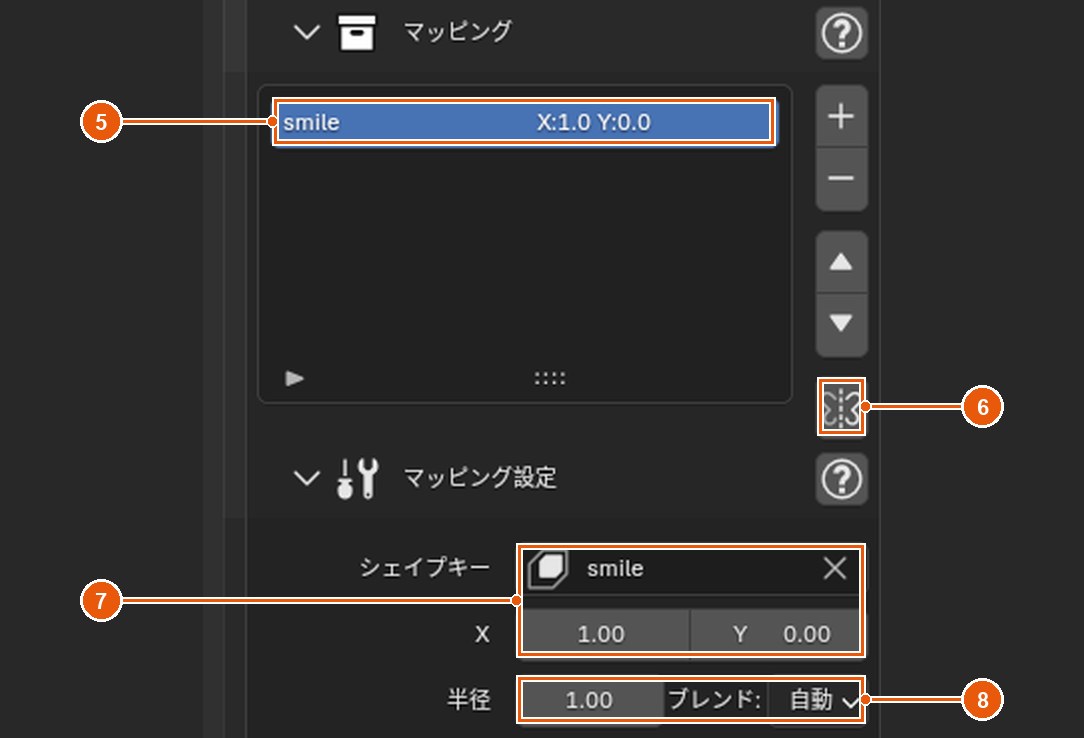 マッピング
5
smile X:1.0 Y:0.0
6
マッピング設定
シェイプキー smile
7
X 1.00 Y 0.00
半径 1.00 ブレンド: 自動
8